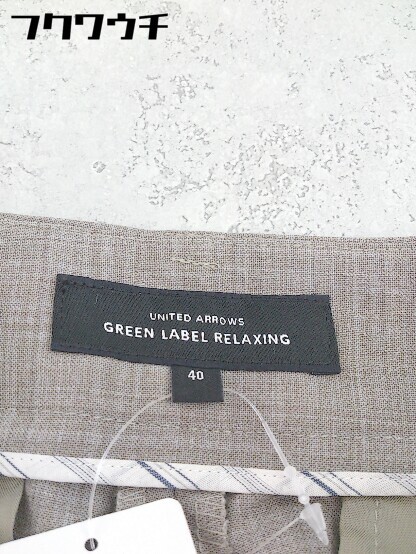 フクワウチ
UNITED ARROWS
GREEN LABEL RELAXING
40